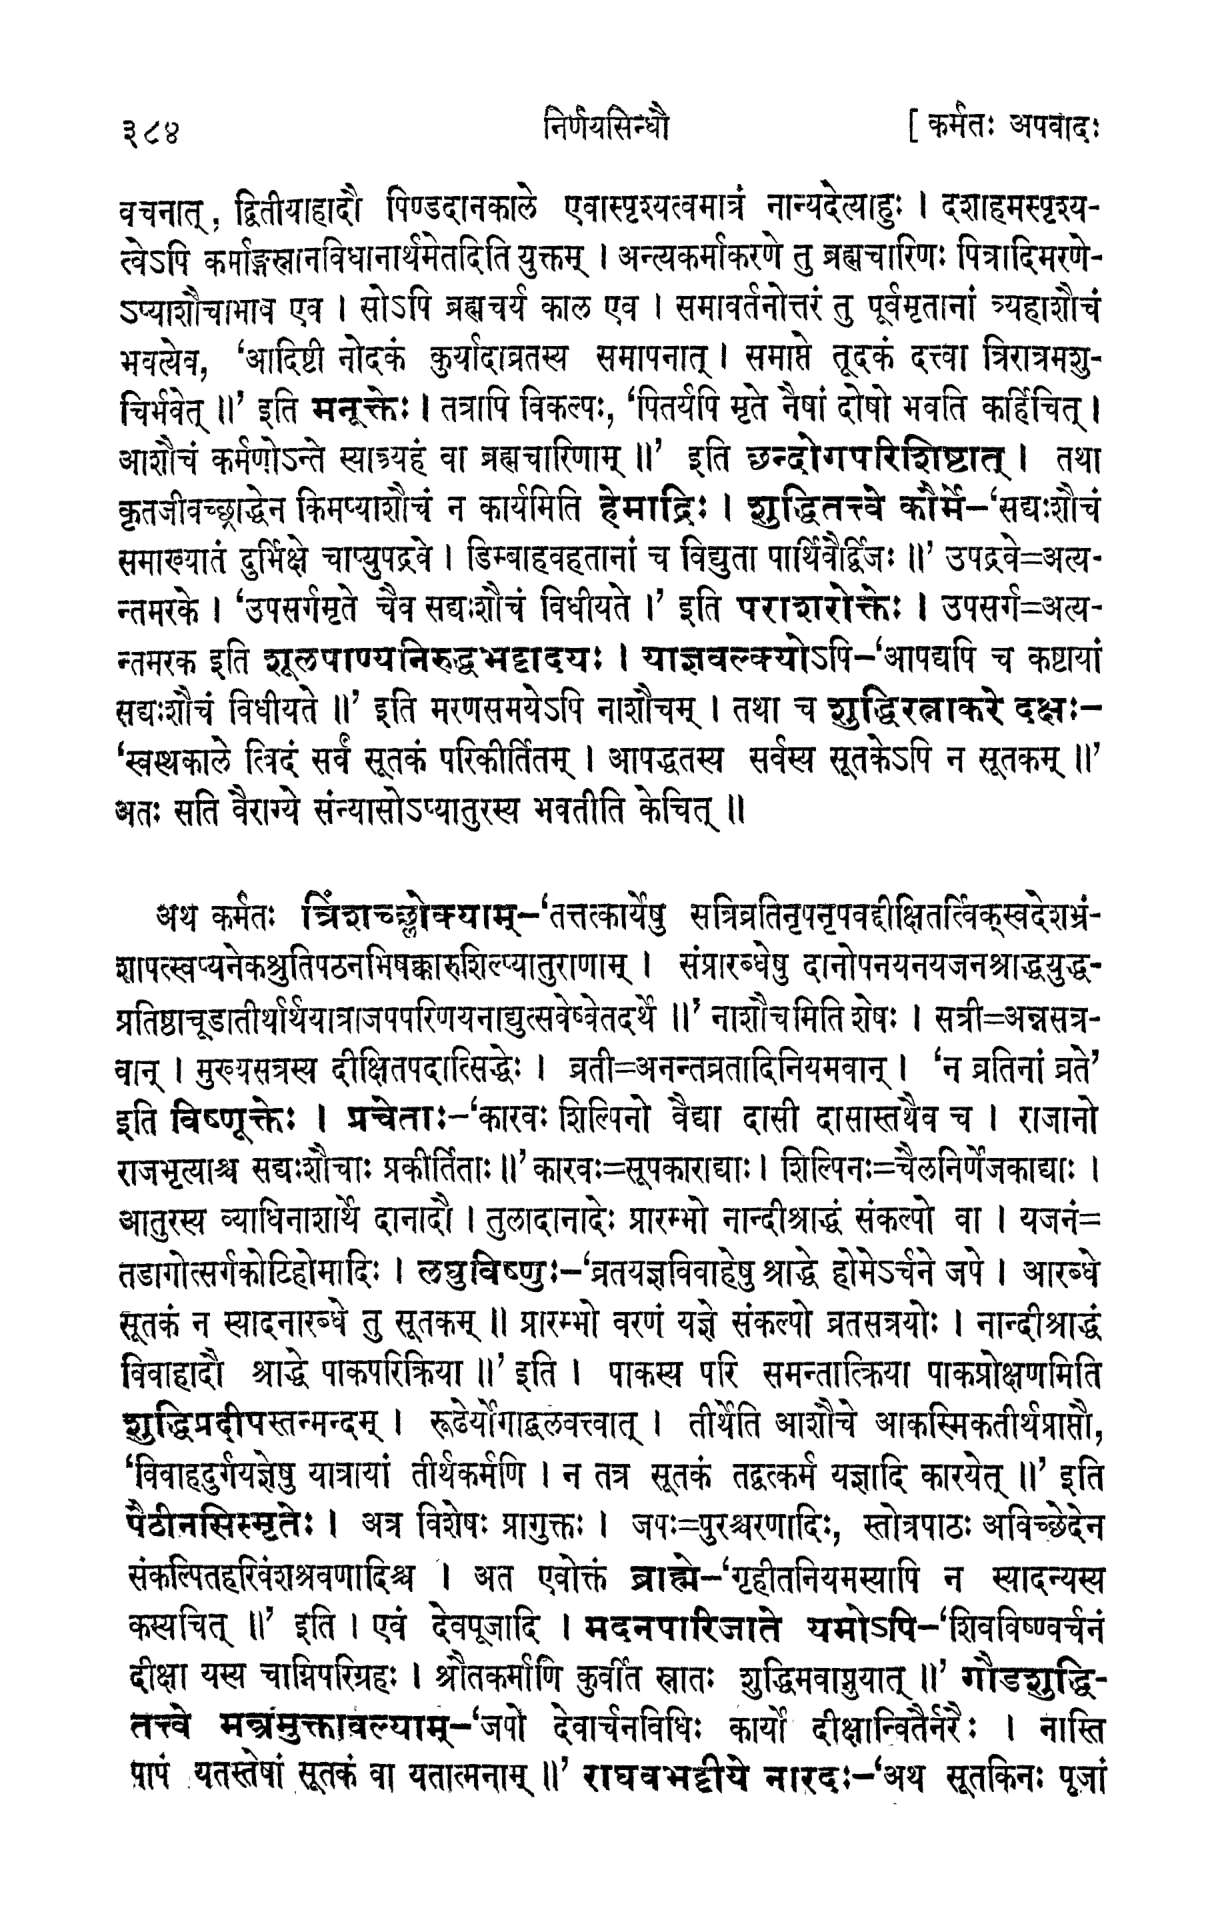 ३८४ निर्णयसिन्धौ [ कर्मतः अपवादः
वचनात्, द्वितीयाहादौ पिण्डदानकाले एवास्पृश्यत्वमात्रं नान्यदेत्याहुः । दशाहमस्पृश्य-
त्वेऽपि कर्माङ्गस्नानविधानार्थमेतदिति युक्तम् । अन्त्यकर्माकरणे तु ब्रह्मचारिणः पित्रादिमरणे-
ऽप्याशौचाभाव एव । सोऽपि ब्रह्मचर्य काल एव । समावर्तनोत्तरं तु पूर्वमृतानां त्र्यहाशौचं
भवत्येव, ‘आदिष्टी नोदकं कुर्यादाव्रतस्य समापनात् । समाप्ते तूदकं दत्त्वा त्रिरात्रमशु-
चिर्भवेत् ॥’ इति मनूक्तेः । तत्रापि विकल्पः, ‘पितर्यपि मृते नैषां दोषो भवति कर्हिचित् ।
आशौचं कर्मणोऽन्ते स्यात्र्यहं वा ब्रह्मचारिणाम् ॥’ इति छन्दोगपरिशिष्टात् । तथा
कृतजीवच्छ्राद्धेन किमप्याशौचं न कार्यमिति हेमाद्रिः । शुद्धितत्त्वे कौर्मे–‘सद्यःशौचं
समाख्यातं दुर्भिक्षे चाप्युपद्रवे । डिम्बाहवहतानां च विद्युता पार्थिवैर्द्विजः ॥’ उपद्रवे=अत्य-
न्तमरके । ‘उपसर्गमृते चैव सद्यःशौचं विधीयते ।’ इति पराशरोक्तेः । उपसर्ग=अत्य-
न्तमरक इति शूलपाण्यनिरुद्धभट्टादयः । याज्ञवल्क्योऽपि–‘आपद्यपि च कष्टायां
सद्यःशौचं विधीयते ॥’ इति मरणसमयेऽपि नाशौचम् । तथा च शुद्धिरत्नाकरे दक्षः–
‘स्वस्थकाले त्विदं सर्वं सूतकं परिकीर्तितम् । आपद्गतस्य सर्वस्य सूतकेऽपि न सूतकम् ॥’
अतः सति वैराग्ये संन्यासोऽप्यातुरस्य भवतीति केचित् ॥
अथ कर्मतः त्रिंशच्छ्लोक्याम्–‘तत्तत्कार्येषु सत्रिव्रतिनृपनृपवद्दीक्षितर्त्विक्स्वदेशभ्रं-
शापत्स्वप्यनेकश्रुतिपठनभिषक्कारुशिल्प्यातुराणाम् । संप्रारब्धेषु दानोपनयनयजनश्राद्धयुद्ध-
प्रतिष्ठाचूडातीर्थार्थयात्राजपपरिणयनाद्युत्सवेष्वेतदर्थे ॥’ नाशौचमिति शेषः । सत्री=अन्नसत्र-
वान् । मुख्यसत्रस्य दीक्षितपदात्सिद्धेः । व्रती=अनन्तव्रतादिनियमवान् । ‘न व्रतिनां व्रते’
इति विष्णूक्तेः । प्रचेताः–‘कारवः शिल्पिनो वैद्या दासी दासास्तथैव च । राजानो
राजभृत्याश्च सद्यःशौचाः प्रकीर्तिताः ॥’ कारवः=सूपकाराद्याः । शिल्पिनः=चैलनिर्णेजकाद्याः ।
आतुरस्य व्याधिनाशार्थे दानादौ । तुलादानादेः प्रारम्भो नान्दीश्राद्धं संकल्पो वा । यजनं=
तडागोत्सर्गकोटिहोमादिः । लघुविष्णुः–‘व्रतयज्ञविवाहेषु श्राद्धे होमेऽर्चने जपे । आरब्धे
सूतकं न स्यादनारब्धे तु सूतकम् ॥ प्रारम्भो वरणं यज्ञे संकल्पो व्रतसत्रयोः । नान्दीश्राद्धं
विवाहादौ श्राद्धे पाकपरिक्रिया ॥’ इति । पाकस्य परि समन्तात्क्रिया पाकप्रोक्षणमिति
शुद्धिप्रदीपस्तन्मन्दम् । रूढेर्योगाद्बलवत्त्वात् । तीर्थेति आशौचे आकस्मिकतीर्थप्राप्तौ,
‘विवाहदुर्गयज्ञेषु यात्रायां तीर्थकर्मणि । न तत्र सूतकं तद्वत्कर्म यज्ञादि कारयेत् ॥’ इति
पैठीनसिस्मृतेः । अत्र विशेषः प्रागुक्तः । जपः=पुरश्चरणादिः, स्तोत्रपाठः अविच्छेदेन
संकल्पितहरिवंशश्रवणादिश्च । अत एवोक्तं ब्राह्मे–‘गृहीतनियमस्यापि न स्यादन्यस्य
कस्यचित् ॥’ इति । एवं देवपूजादि । मदनपारिजाते यमोऽपि–‘शिवविष्ण्वर्चनं
दीक्षा यस्य चाग्निपरिग्रहः । श्रौतकर्माणि कुर्वीत स्नातः शुद्धिमवाप्नुयात् ॥’ गौडशुद्धि-
तत्त्वे मन्त्रमुक्तावल्याम्–‘जपो देवार्चनविधिः कार्यो दीक्षान्वितैर्नरैः । नास्ति
पापं यतस्तेषां सूतकं वा यतात्मनाम् ॥’ राघवभट्टीये नारदः–‘अथ सूतकिनः पूजां